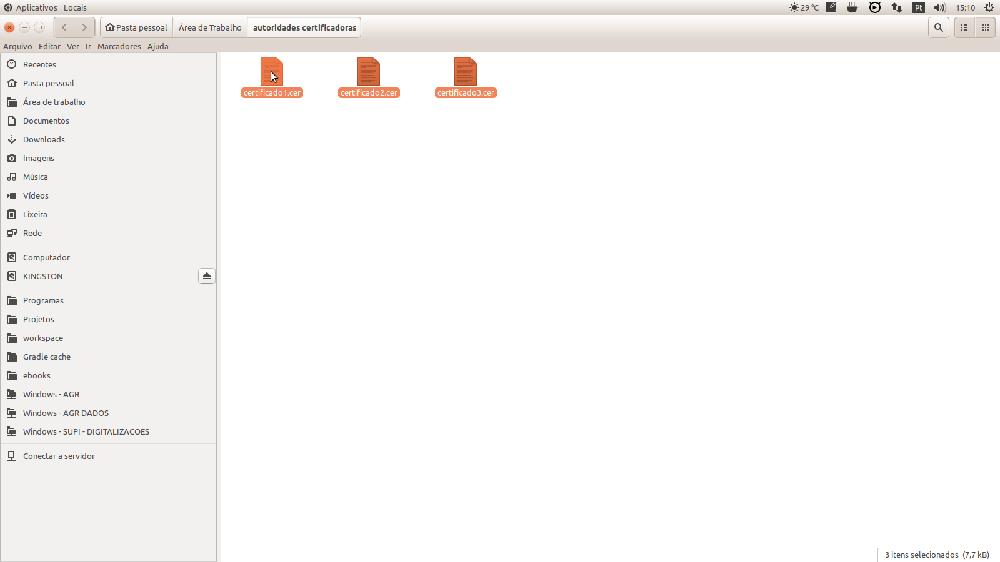 Aplicativos Locais
29 °C Pt 15:10
Pasta pessoal Área de Trabalho autoridades certificadoras
Arquivo Editar Ver Ir Marcadores Ajuda
Recentes
Pasta pessoal
Área de trabalho
Documentos
Downloads
Imagens
Música
Vídeos
Lixeira
Rede
Computador
KINGSTON
Programas
Projetos
workspace
Gradle cache
ebooks
Windows - AGR
Windows - AGR DADOS
Windows - SUPI - DIGITALIZACOES
Conectar a servidor
certificado1.cer certificado2.cer certificado3.cer
3 itens selecionados (7,7 kB)